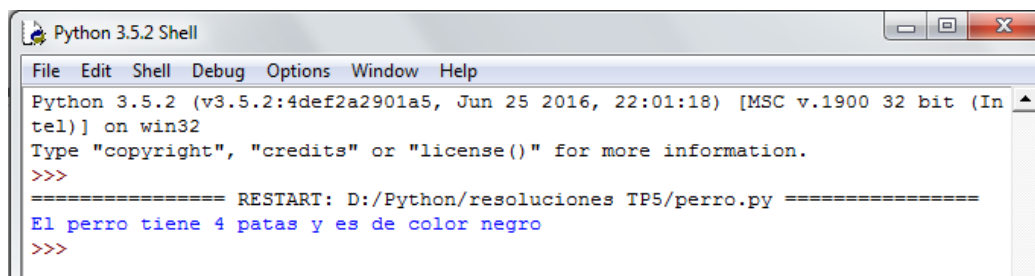 Python 3.5.2 Shell
File Edit Shell Debug Options Window Help
Python 3.5.2 (v3.5.2:4def2a2901a5, Jun 25 2016, 22:01:18) [MSC v.1900 32 bit (In
tel)] on win32
Type "copyright", "credits" or "license()" for more information.
>>>
================ RESTART: D:/Python/resoluciones TP5/perro.py ================
El perro tiene 4 patas y es de color negro
>>>